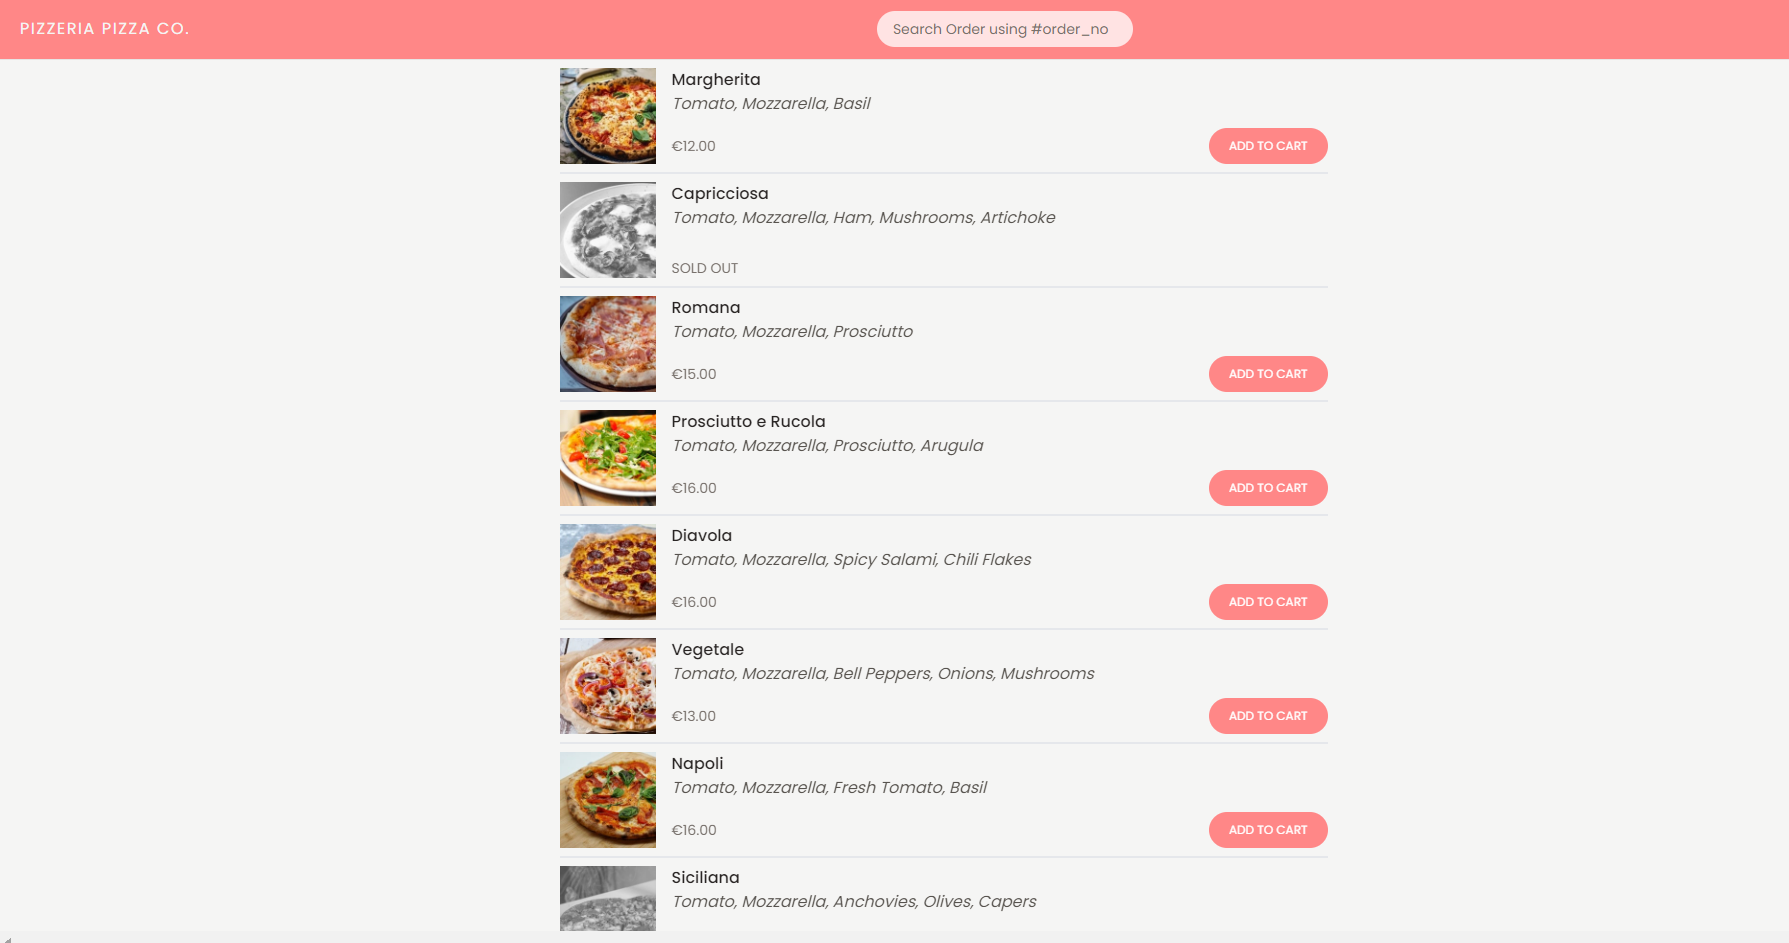 PIZZERIA PIZZA CO.
Search Order using #order_no
Margherita
Tomato, Mozzarella, Basil
€12.00
ADD TO CART
Capricciosa
Tomato, Mozzarella, Ham, Mushrooms, Artichoke
SOLD OUT
Romana
Tomato, Mozzarella, Prosciutto
€15.00
ADD TO CART
Prosciutto e Rucola
Tomato, Mozzarella, Prosciutto, Arugula
€16.00
ADD TO CART
Diavola
Tomato, Mozzarella, Spicy Salami, Chili Flakes
€16.00
ADD TO CART
Vegetale
Tomato, Mozzarella, Bell Peppers, Onions, Mushrooms
€13.00
ADD TO CART
Napoli
Tomato, Mozzarella, Fresh Tomato, Basil
€16.00
ADD TO CART
Siciliana
Tomato, Mozzarella, Anchovies, Olives, Capers